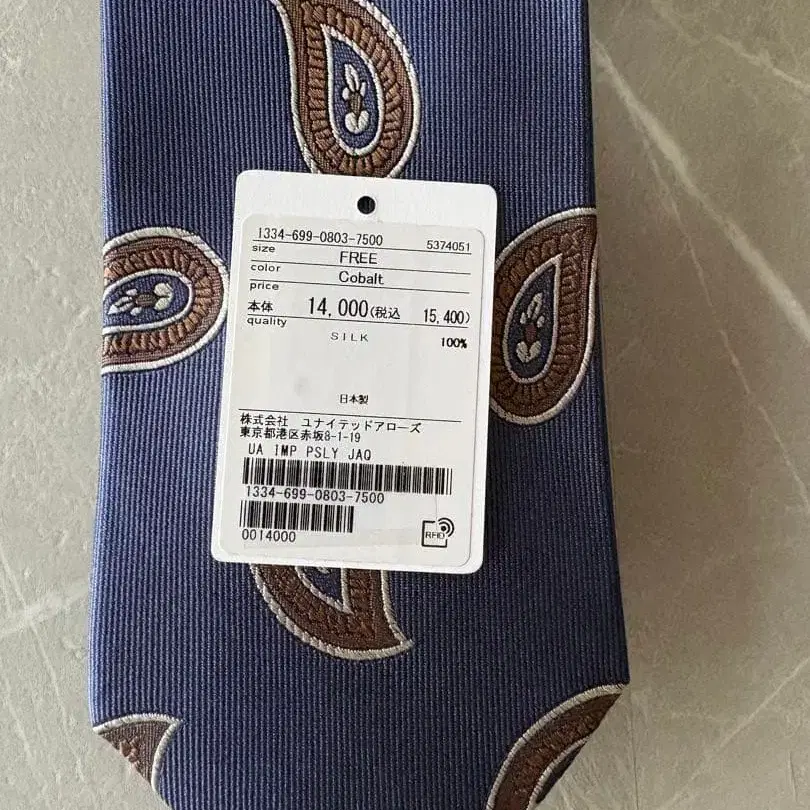 1334-699-0803-7500 5374051
size FREE
color Cobalt
price
本体 14,000(税込 15,400)
quality
SILK 100%
日本製
株式会社 ユナイテッドアローズ
東京都港区赤坂8-1-19
UA IMP PSLY JAQ
1334-699-0803-7500
0014000
RFID